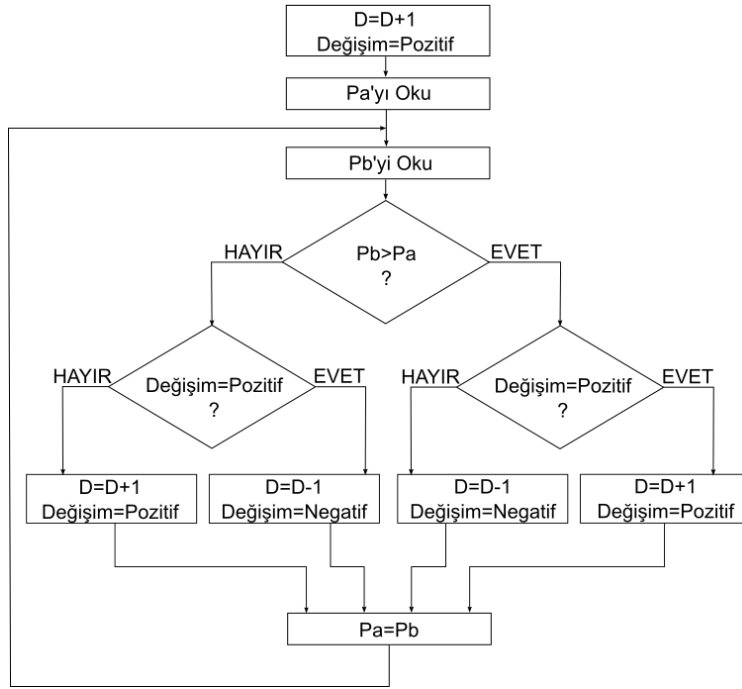 D=D+1
Değişim=Pozitif
Pa'yı Oku
Pb'yi Oku
HAYIR
Pb>Pa
?
EVET
HAYIR
Değişim=Pozitif
?
EVET
HAYIR
Değişim=Pozitif
?
EVET
D=D+1
Değişim=Pozitif
D=D-1
Değişim=Negatif
D=D-1
Değişim=Negatif
D=D+1
Değişim=Pozitif
Pa=Pb